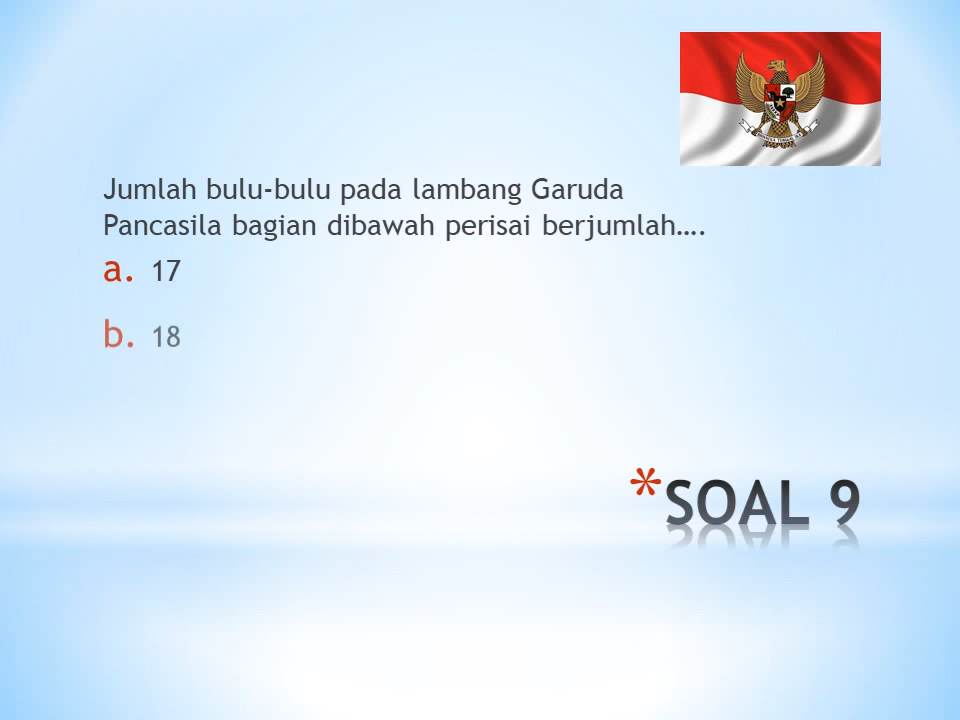 Jumlah bulu-bulu pada lambang Garuda
Pancasila bagian dibawah perisai berjumlah....
a. 17
b. 18
*SOAL 9